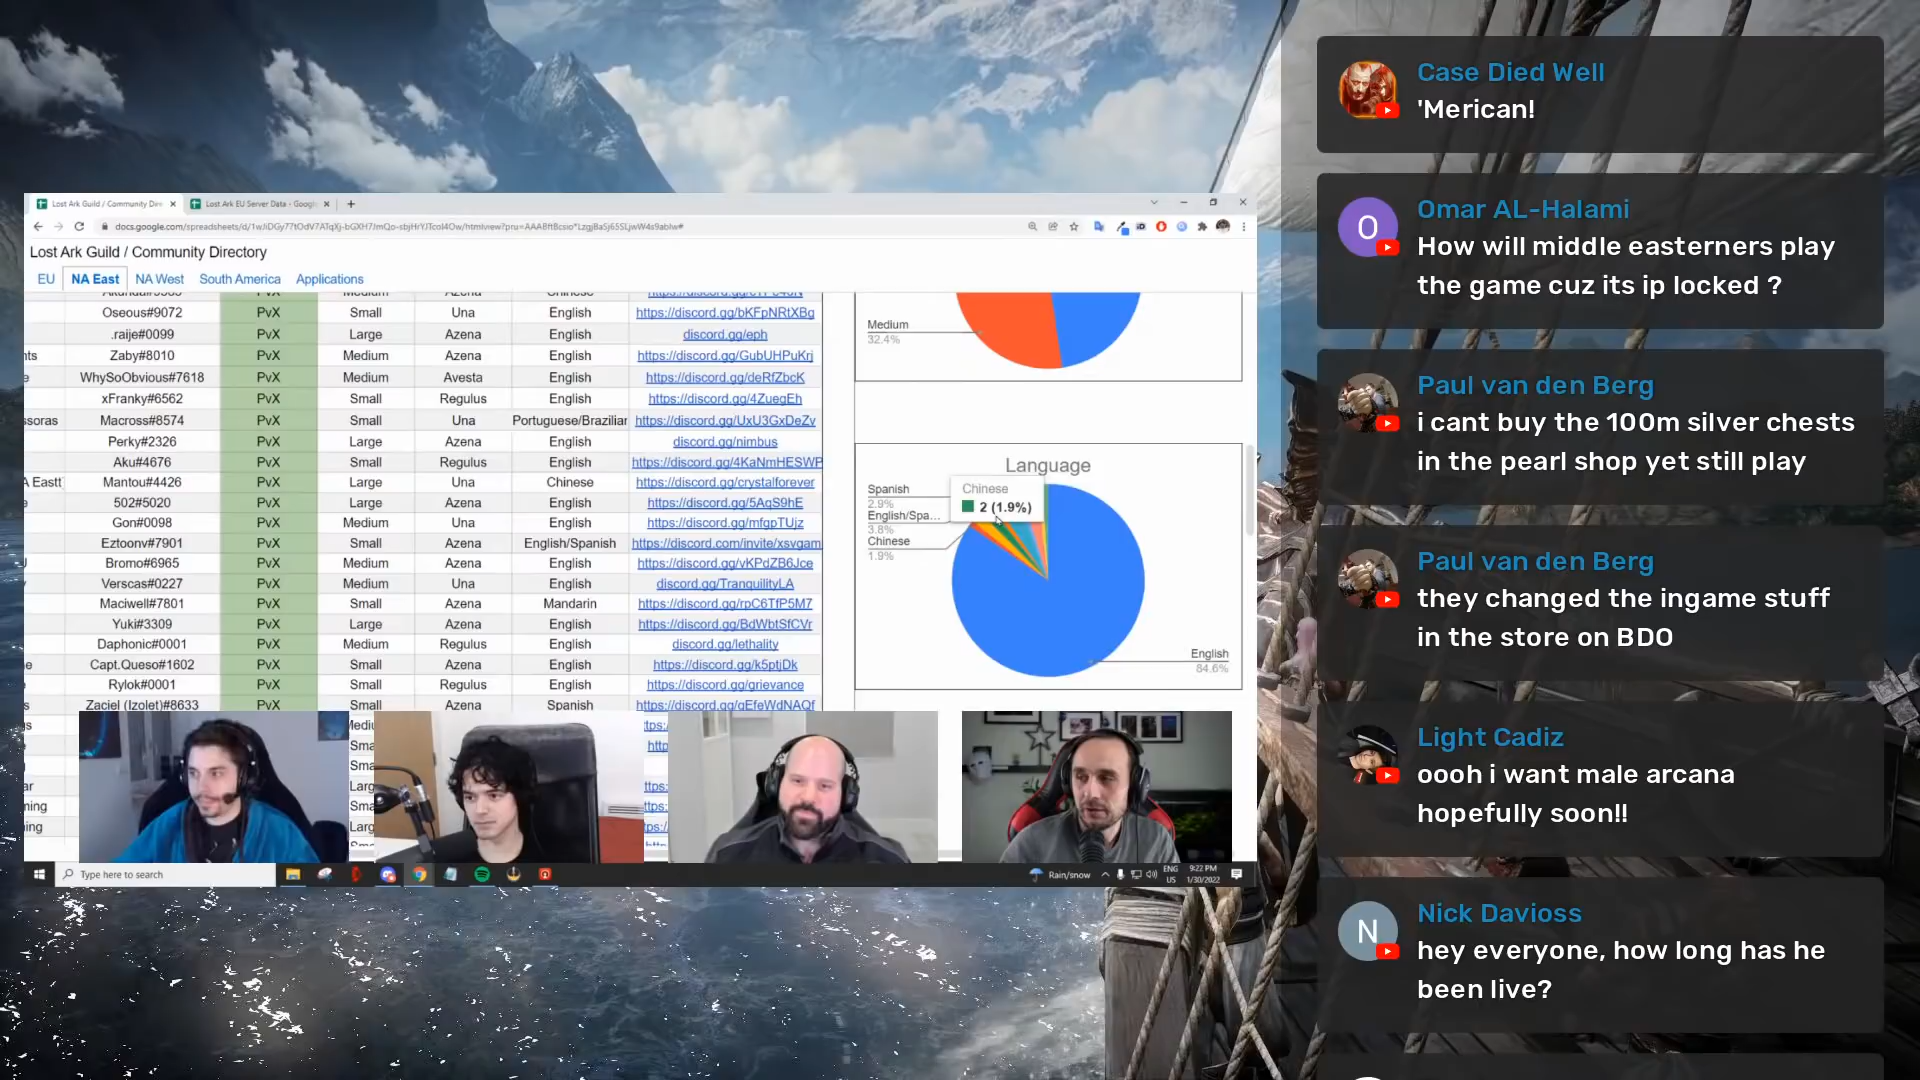 Lost Ark Guild / Community Dire
Lost Ark EU Server Data - Googl
Lost Ark Guild / Community Directory
EU NA East NA West South America Applications
Oseous#9072 PvX Small Una English https://discord.gg/bKFpNRtXBg
.raije#0099 PvX Large Azena English discord.gg/eph
nts Zaby#8010 PvX Medium Azena English https://discord.gg/GubUHPuKrj
e WhySoObvious#7618 PvX Medium Avesta English https://discord.gg/deRfZbcK
xFranky#6562 PvX Small Regulus English https://discord.gg/4ZuegEh
ssoras Macross#8574 PvX Small Una Portuguese/Brazilian https://discord.gg/UxU3GxDeZv
Perky#2326 PvX Large Azena English discord.gg/nimbus
Aku#4676 PvX Small Regulus English https://discord.gg/4KaNmHESWP
A Eastt Mantou#4426 PvX Large Una Chinese discord.gg/crystalforever
502#5020 PvX Large Azena English https://discord.gg/5AqS9hE
Gon#0098 PvX Medium Una English https://discord.gg/mfgpTUjz
Eztoonv#7901 PvX Small Azena English/Spanish https://discord.com/invite/xsvgam
Bromo#6965 PvX Medium Azena English https://discord.gg/vKPdZB6Jce
Verscas#0227 PvX Medium Una English discord.gg/TranquilityLA
Maciwell#7801 PvX Small Azena Mandarin https://discord.gg/rpC6TfP5M7
Yuki#3309 PvX Large Azena English https://discord.gg/BdWbtSfCVr
Daphonic#0001 PvX Medium Regulus English discord.gg/lethality
e Capt.Queso#1602 PvX Small Azena English https://discord.gg/k5ptjDk
Rylok#0001 PvX Small Regulus English https://discord.gg/grievance
s Zaciel (Izolet)#8633 PvX Small Azena Spanish https://discord.gg/qEfeWdNAQf
Medium
32.4%
Language
Chinese
2 (1.9%)
Spanish
2.9%
English/Spa...
3.8%
Chinese
1.9%
English
84.6%
Type here to search
Rain/snow
ENG
US
9:22 PM
1/30/2022
Case Died Well
'Merican!
O
Omar AL-Halami
How will middle easterners play
the game cuz its ip locked ?
Paul van den Berg
i cant buy the 100m silver chests
in the pearl shop yet still play
Paul van den Berg
they changed the ingame stuff
in the store on BDO
Light Cadiz
oooh i want male arcana
hopefully soon!!
N
Nick Davioss
hey everyone, how long has he
been live?